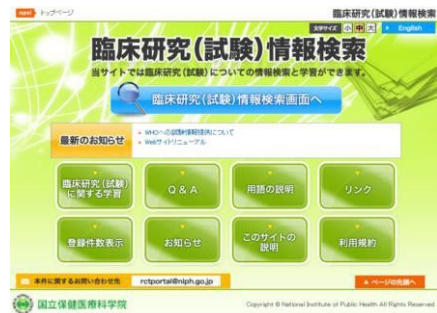 トップページ
臨床研究(試験)情報検索
文字サイズ 小 中 大 English
臨床研究(試験)情報検索
当サイトでは臨床研究(試験)についての情報検索と学習ができます。
臨床研究(試験)情報検索画面へ
最新のお知らせ
WHOへの試験情報提供について
Webサイトリニューアル
臨床研究(試験)
に関する学習
Q & A
用語の説明
リンク
登録件数表示
お知らせ
このサイトの
説明
利用規約
本件に関するお問い合わせ先 rctportal@niph.go.jp
ページの先頭へ
国立保健医療科学院
Copyright © National Institute of Public Health All Rights Reserved